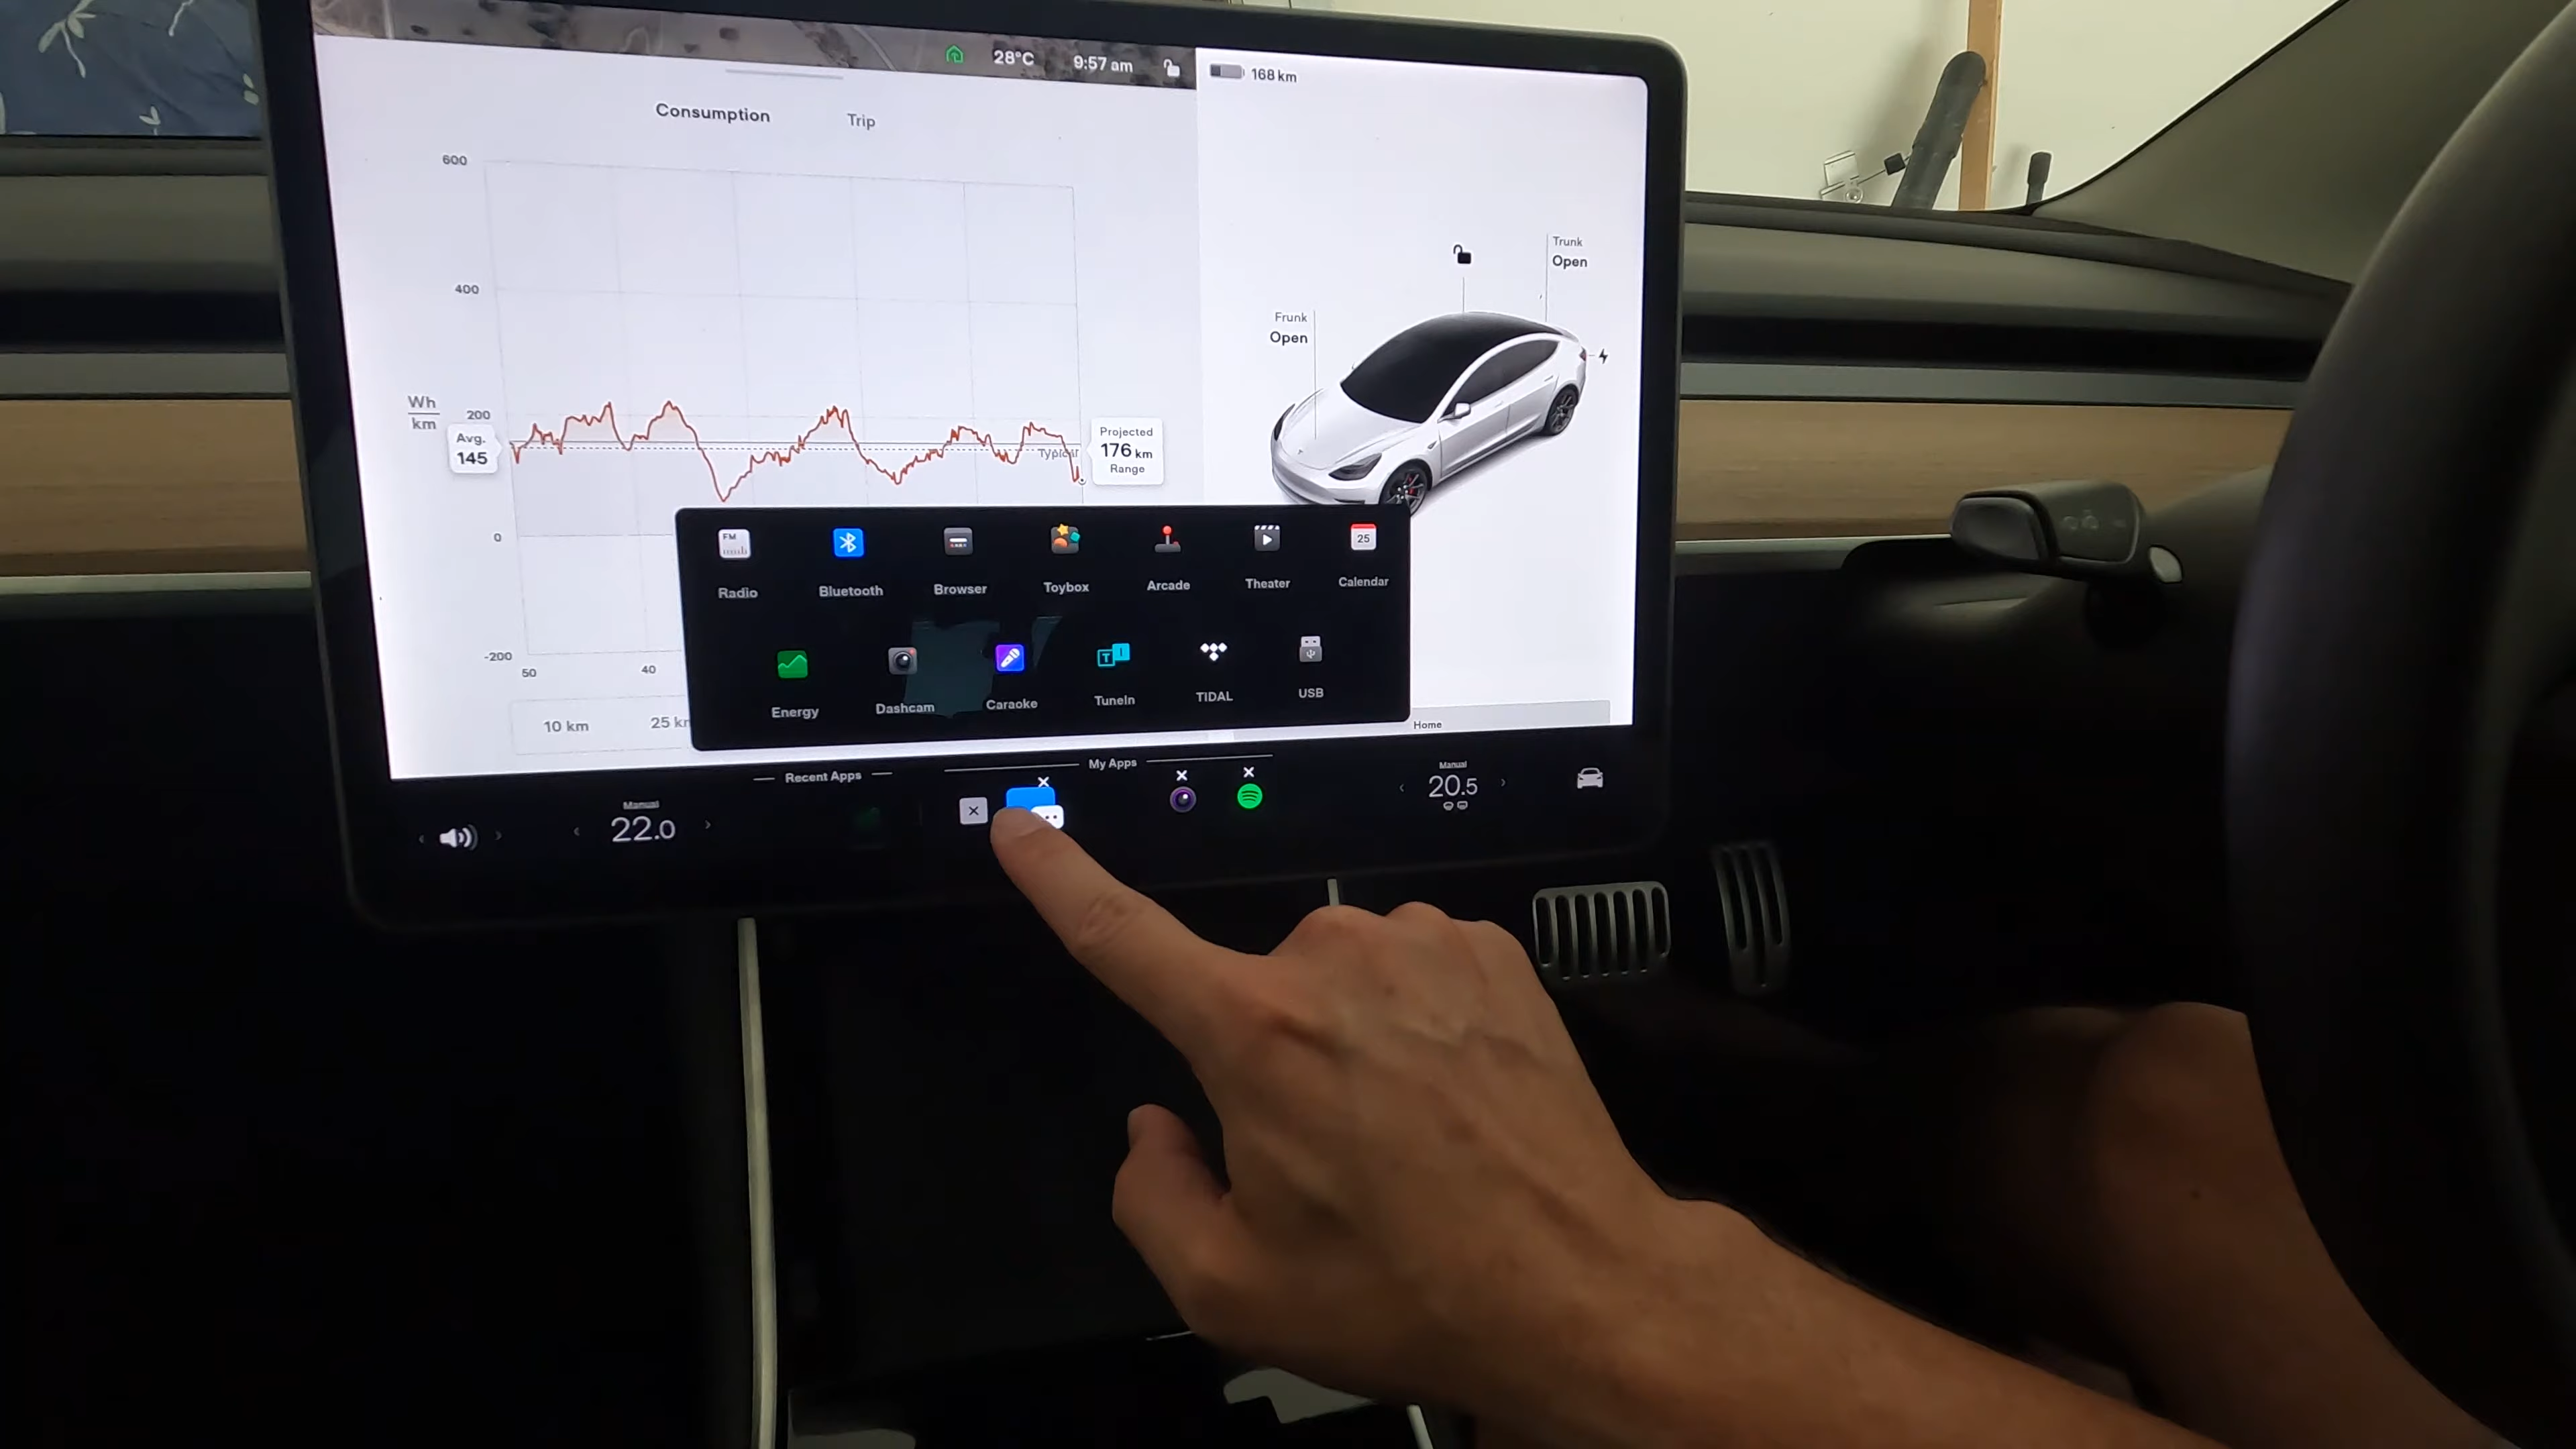 28°C
9:57 am
168 km
Consumption
Trip
600
400
200
0
-200
Wh
km
Avg.
145
Typical
Projected
176 km
Range
50
40
10 km
25 k
Trunk
Open
Frunk
Open
FM
25
Radio
Bluetooth
Browser
Toybox
Arcade
Theater
Calendar
T I
Energy
Dashcam
Caraoke
TuneIn
TIDAL
USB
Home
Recent Apps
My Apps
Manual
22.0
Manual
20.5